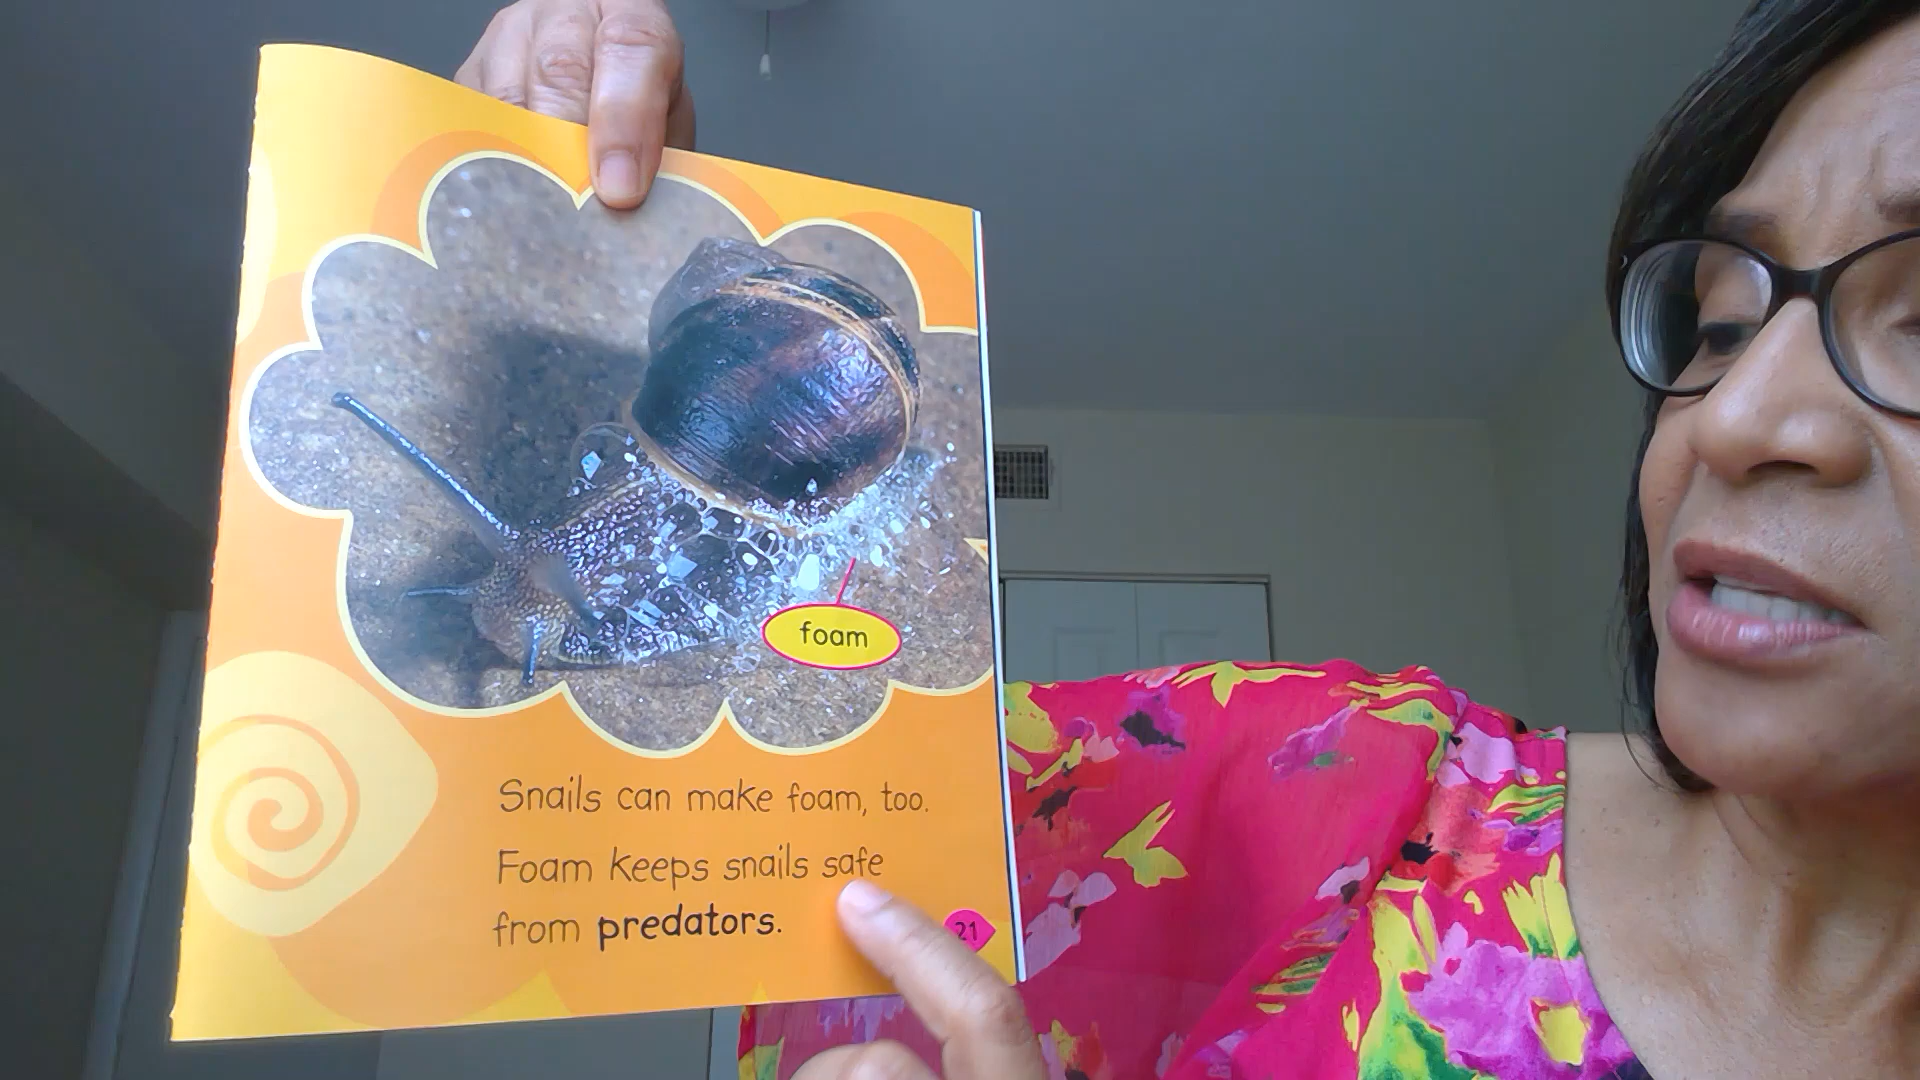 foam
Snails can make foam, too.
Foam keeps snails safe
from predators.
21